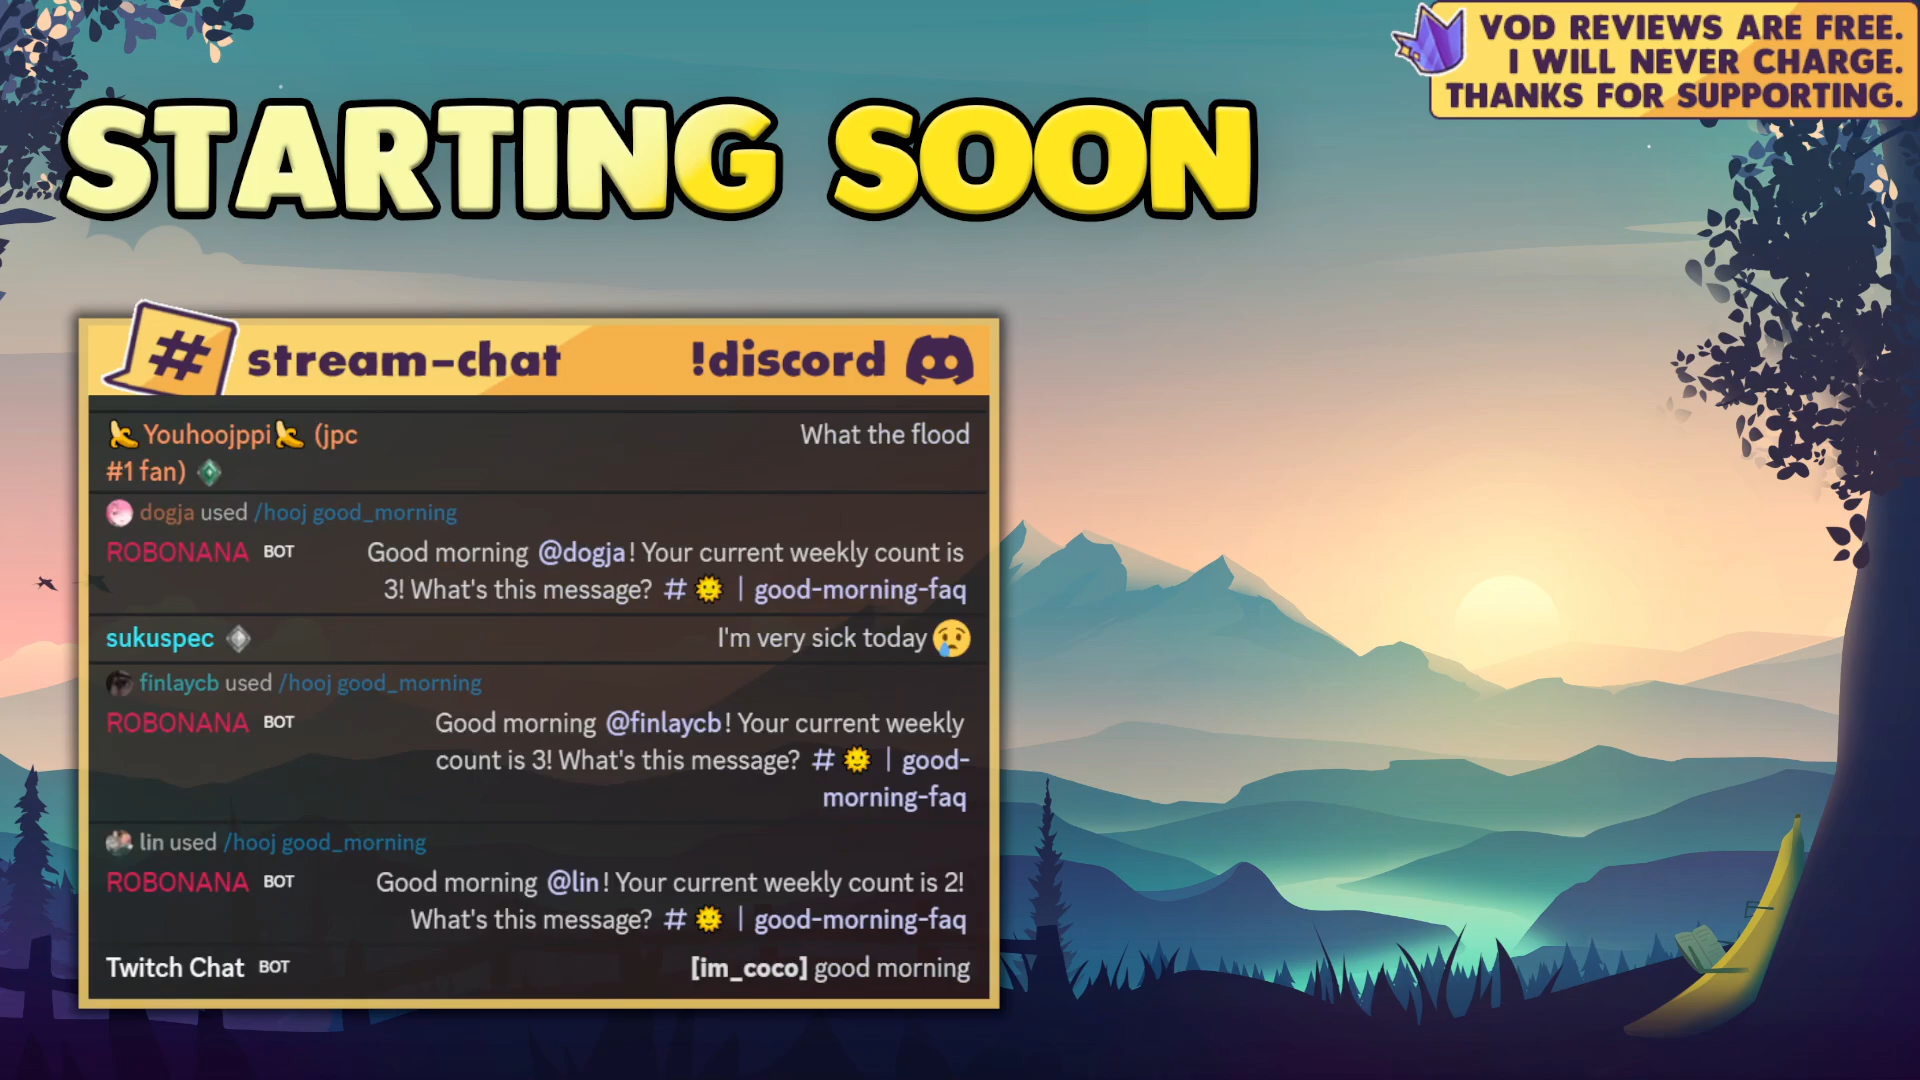 VOD REVIEWS ARE FREE.
I WILL NEVER CHARGE.
THANKS FOR SUPPORTING.
STARTING SOON
# stream-chat !discord
🍌Youhoojppi🍌 (jpc What the flood
#1 fan)
dogja used /hooj good_morning
ROBONANA BOT Good morning @dogja! Your current weekly count is
3! What's this message? # 🌞 | good-morning-faq
sukuspec I'm very sick today 😢
finlaycb used /hooj good_morning
ROBONANA BOT Good morning @finlaycb! Your current weekly
count is 3! What's this message? # 🌞 | good-
morning-faq
lin used /hooj good_morning
ROBONANA BOT Good morning @lin! Your current weekly count is 2!
What's this message? # 🌞 | good-morning-faq
Twitch Chat BOT [im_coco] good morning